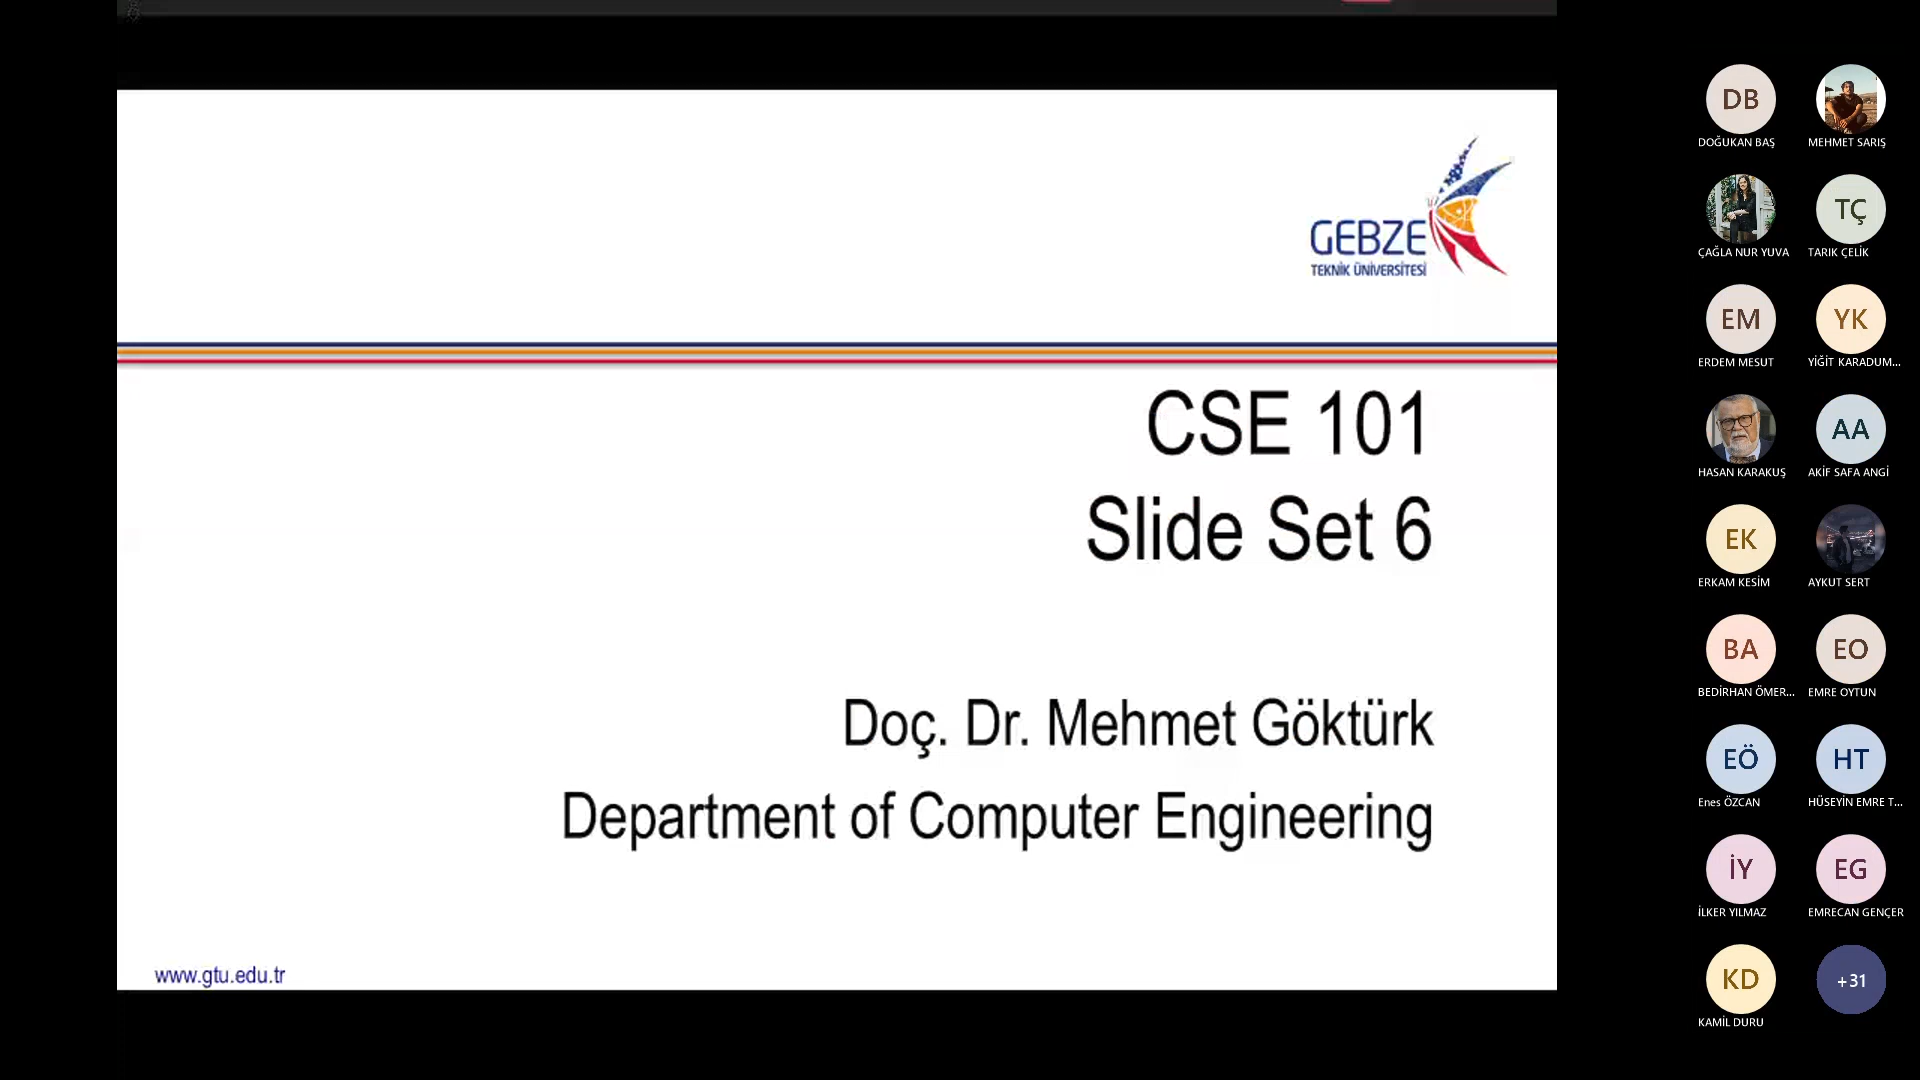 GEBZE
TEKNİK ÜNİVERSİTESİ
CSE 101
Slide Set 6
Doç. Dr. Mehmet Göktürk
Department of Computer Engineering
www.gtu.edu.tr
DB
DOĞUKAN BAŞ
MEHMET SARIŞ
ÇAĞLA NUR YUVA
TÇ
TARIK ÇELİK
EM
ERDEM MESUT
YK
YİĞİT KARADUM...
HASAN KARAKUŞ
AA
AKİF SAFA ANGİ
EK
ERKAM KESİM
AYKUT SERT
BA
BEDİRHAN ÖMER...
EO
EMRE OYTUN
EÖ
Enes ÖZCAN
HT
HÜSEYİN EMRE T...
İY
İLKER YILMAZ
EG
EMRECAN GENÇER
KD
KAMİL DURU
+31